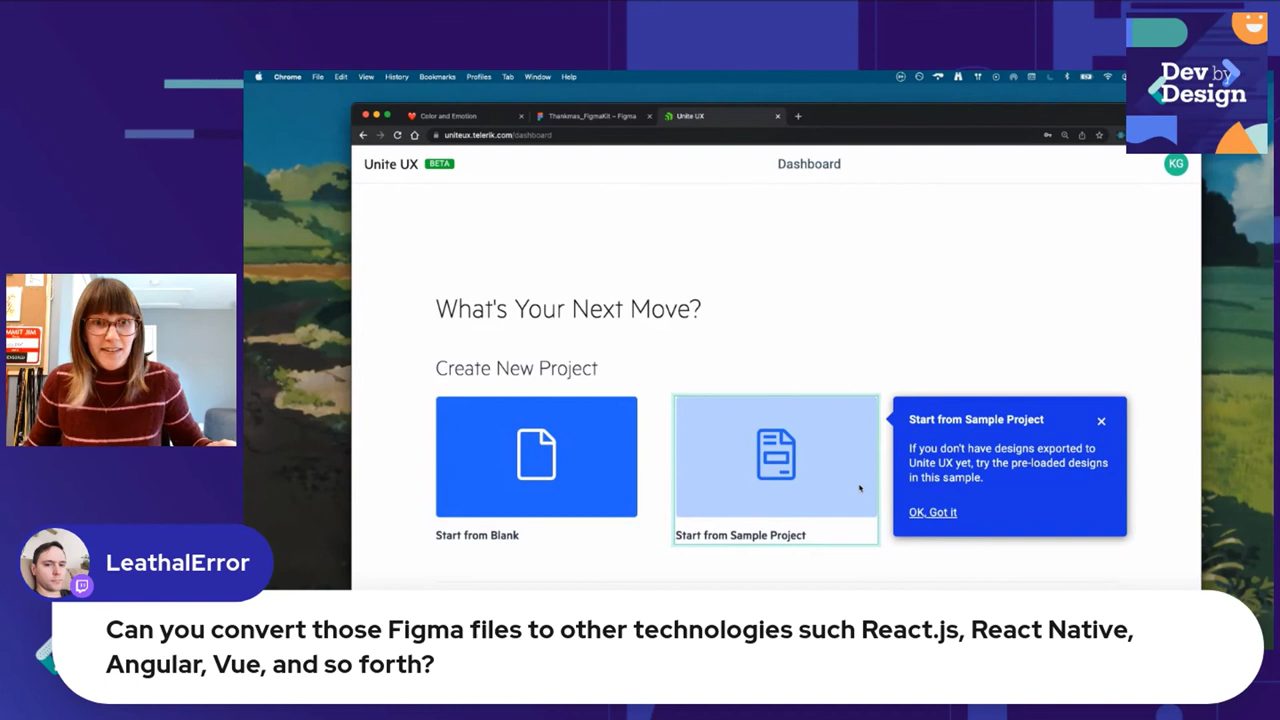 Dev by
Design
Chrome File Edit View History Bookmarks Profiles Tab Window Help
Color and Emotion
Thankmas_FigmaKit – Figma
Unite UX
uniteux.telerik.com/dashboard
Unite UX BETA
Dashboard
KG
What's Your Next Move?
Create New Project
Start from Blank
Start from Sample Project
Start from Sample Project
If you don't have designs exported to
Unite UX yet, try the pre-loaded designs
in this sample.
OK, Got it
LeathalError
Can you convert those Figma files to other technologies such React.js, React Native,
Angular, Vue, and so forth?